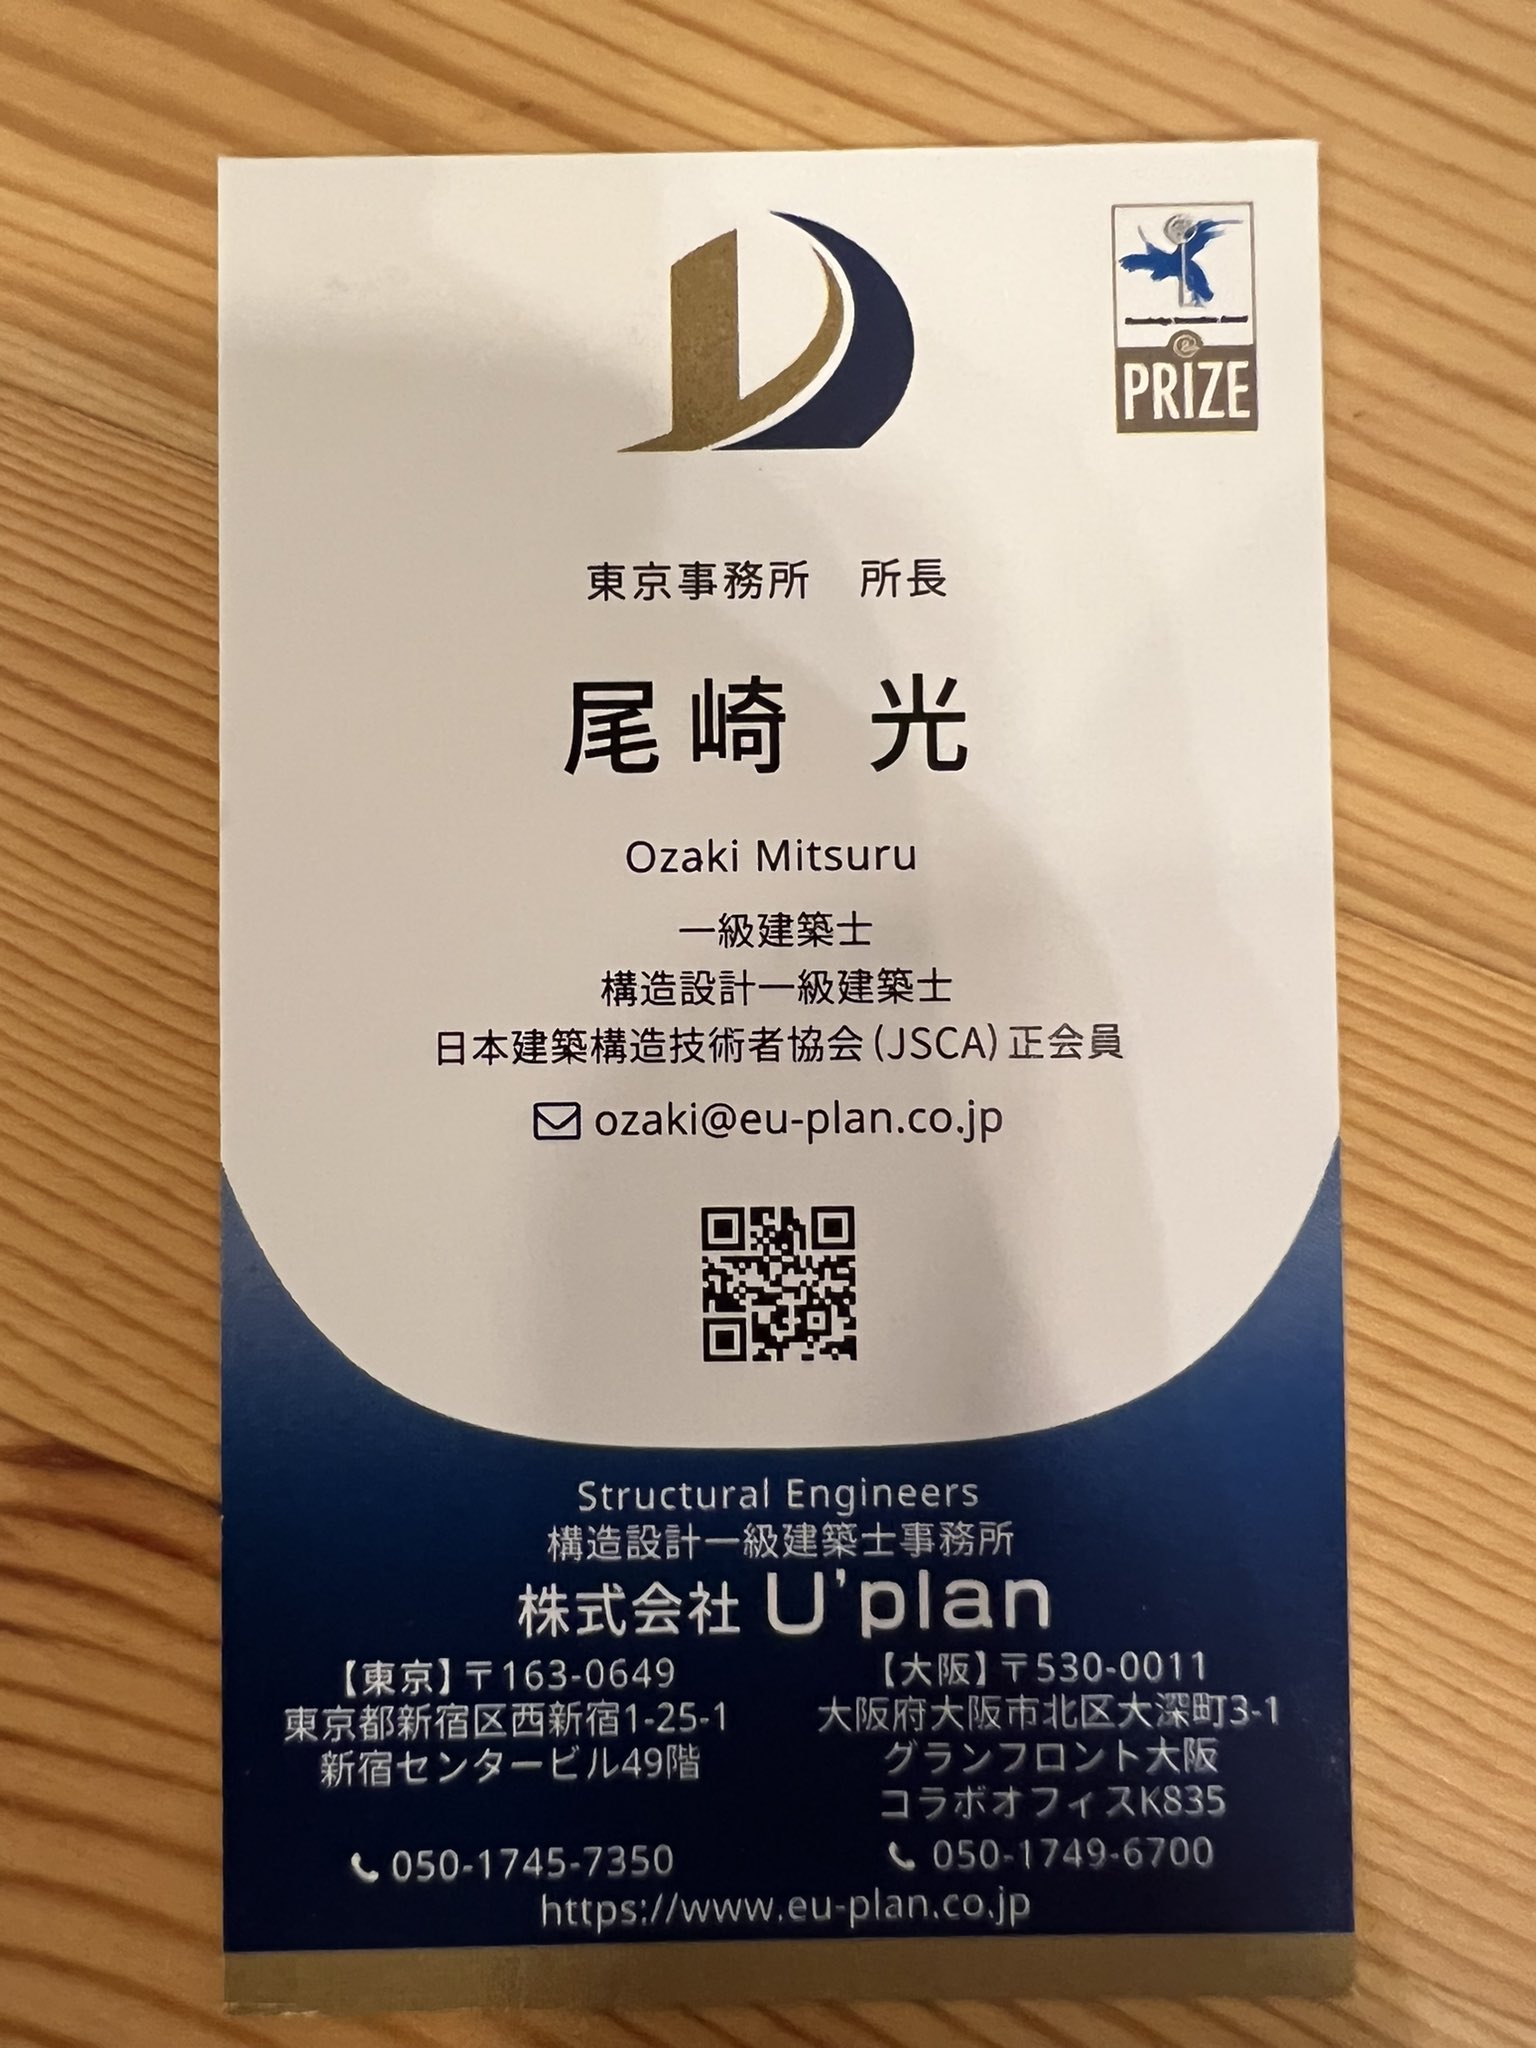 Knowledge Innovation Award
PRIZE
東京事務所　所長
尾崎 光
Ozaki Mitsuru
一級建築士
構造設計一級建築士
日本建築構造技術者協会(JSCA)正会員
ozaki@eu-plan.co.jp
Structural Engineers
構造設計一級建築士事務所
株式会社 U'plan
【東京】〒163-0649
東京都新宿区西新宿1-25-1
新宿センタービル49階
050-1745-7350
【大阪】〒530-0011
大阪府大阪市北区大深町3-1
グランフロント大阪
コラボオフィスK835
050-1749-6700
https://www.eu-plan.co.jp